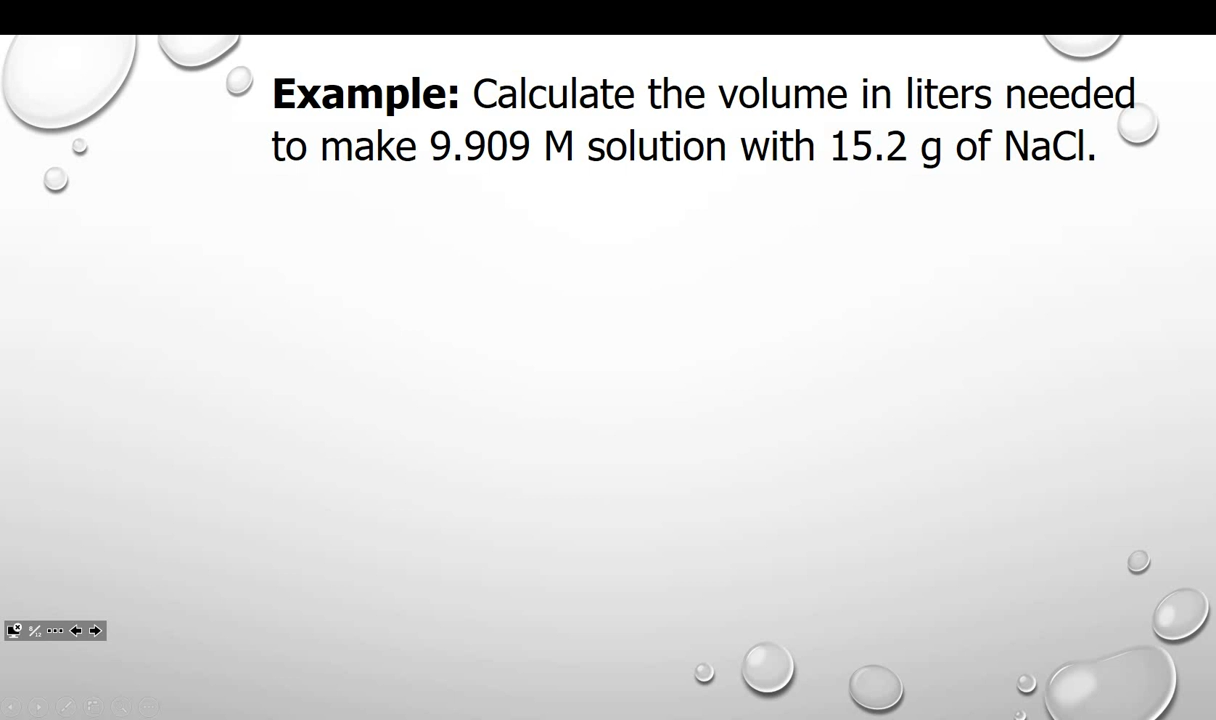 Example: Calculate the volume in liters needed
to make 9.909 M solution with 15.2 g of NaCl.